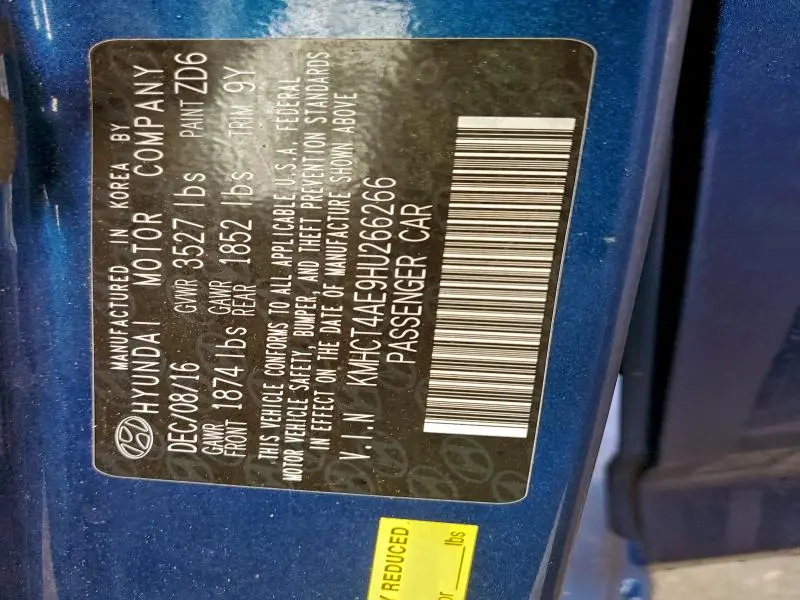 MANUFACTURED IN KOREA BY
HYUNDAI MOTOR COMPANY
DEC/08/16 GVWR 3527 lbs PAINT ZD6
GAWR FRONT 1874 lbs GAWR REAR 1852 lbs TRIM 9Y
THIS VEHICLE CONFORMS TO ALL APPLICABLE U.S.A. FEDERAL
MOTOR VEHICLE SAFETY, BUMPER, AND THEFT PREVENTION STANDARDS
IN EFFECT ON THE DATE OF MANUFACTURE SHOWN ABOVE
V.I.N KMHCT4AE9HU266266
PASSENGER CAR
Y REDUCED
or ____ lbs